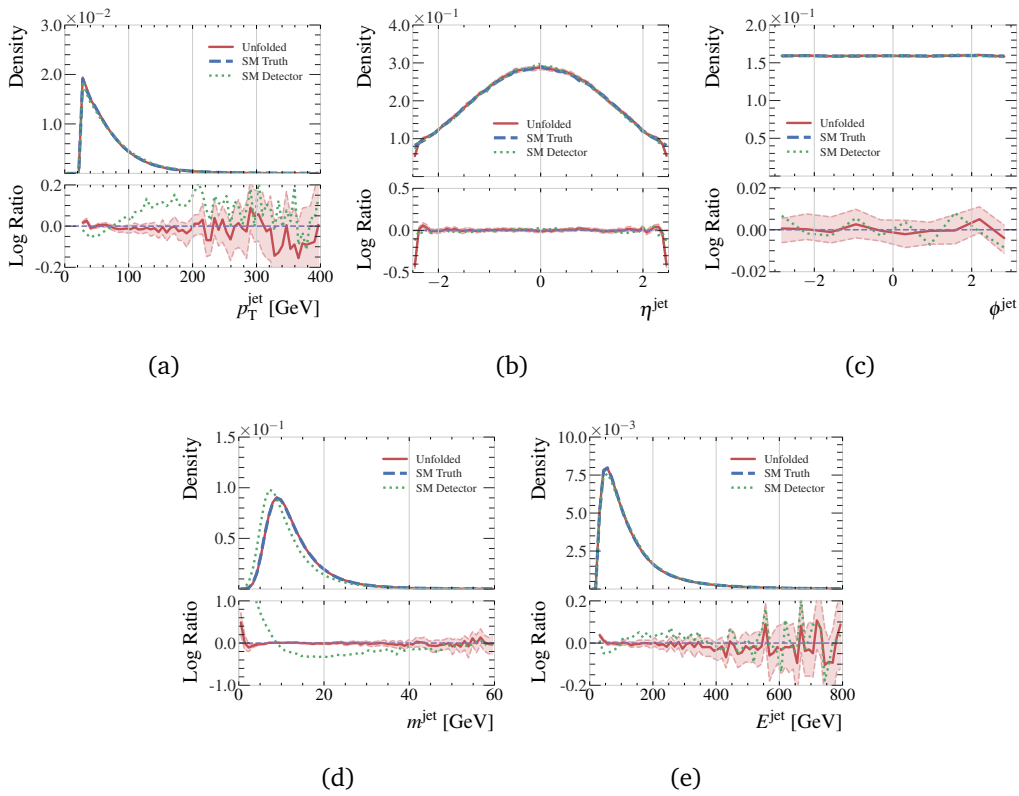 ×10⁻²
Density
3.0
2.0
1.0
Unfolded
SM Truth
SM Detector
Log Ratio
0.2
0.0
-0.2
0 100 200 300 400
p_T^jet [GeV]
(a)
×10⁻¹
Density
4.0
3.0
2.0
1.0
Unfolded
SM Truth
SM Detector
Log Ratio
0.5
0.0
-0.5
−2 0 2
η^jet
(b)
×10⁻¹
Density
2.0
1.5
1.0
0.5
Unfolded
SM Truth
SM Detector
Log Ratio
0.02
0.00
-0.02
−2 0 2
ϕ^jet
(c)
×10⁻¹
Density
1.5
1.0
0.5
Unfolded
SM Truth
SM Detector
Log Ratio
1.0
0.0
-1.0
0 20 40 60
m^jet [GeV]
(d)
×10⁻³
Density
10.0
7.5
5.0
2.5
Unfolded
SM Truth
SM Detector
Log Ratio
0.2
0.0
-0.2
0 200 400 600 800
E^jet [GeV]
(e)